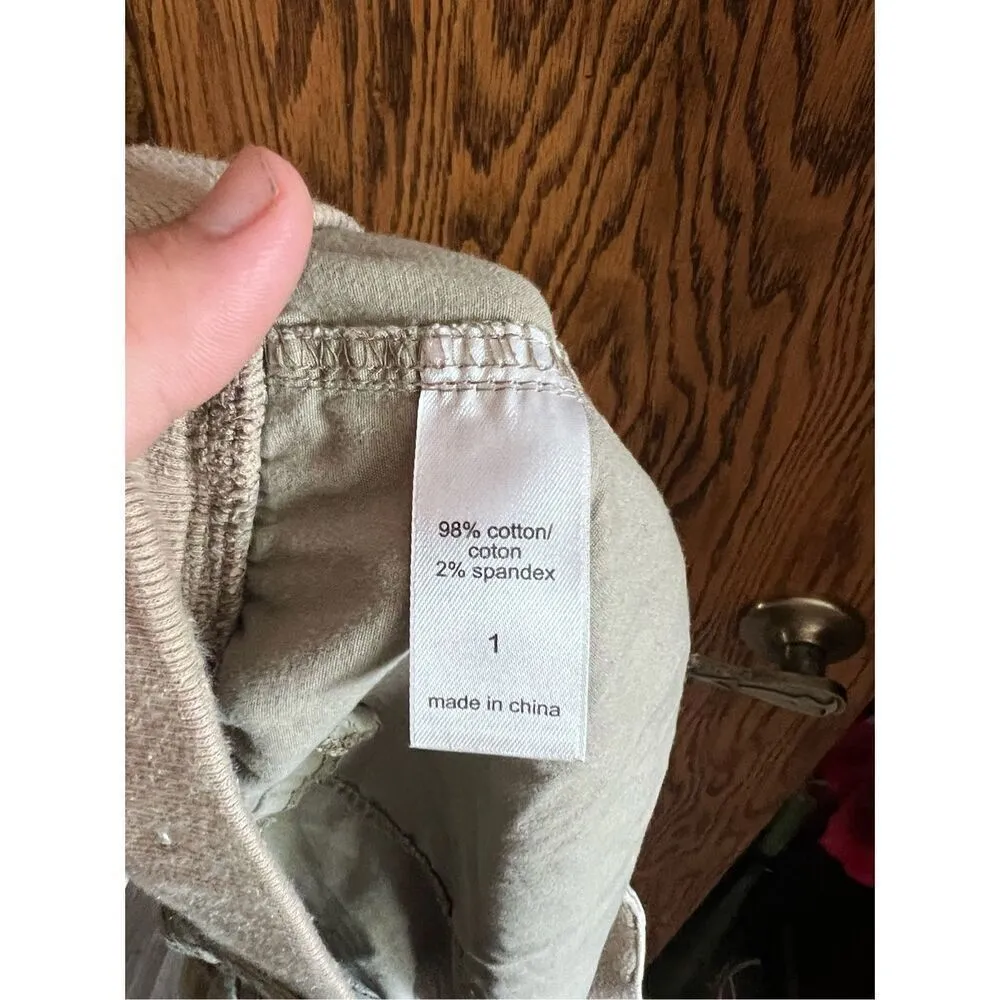 98% cotton/
coton
2% spandex
1
made in china